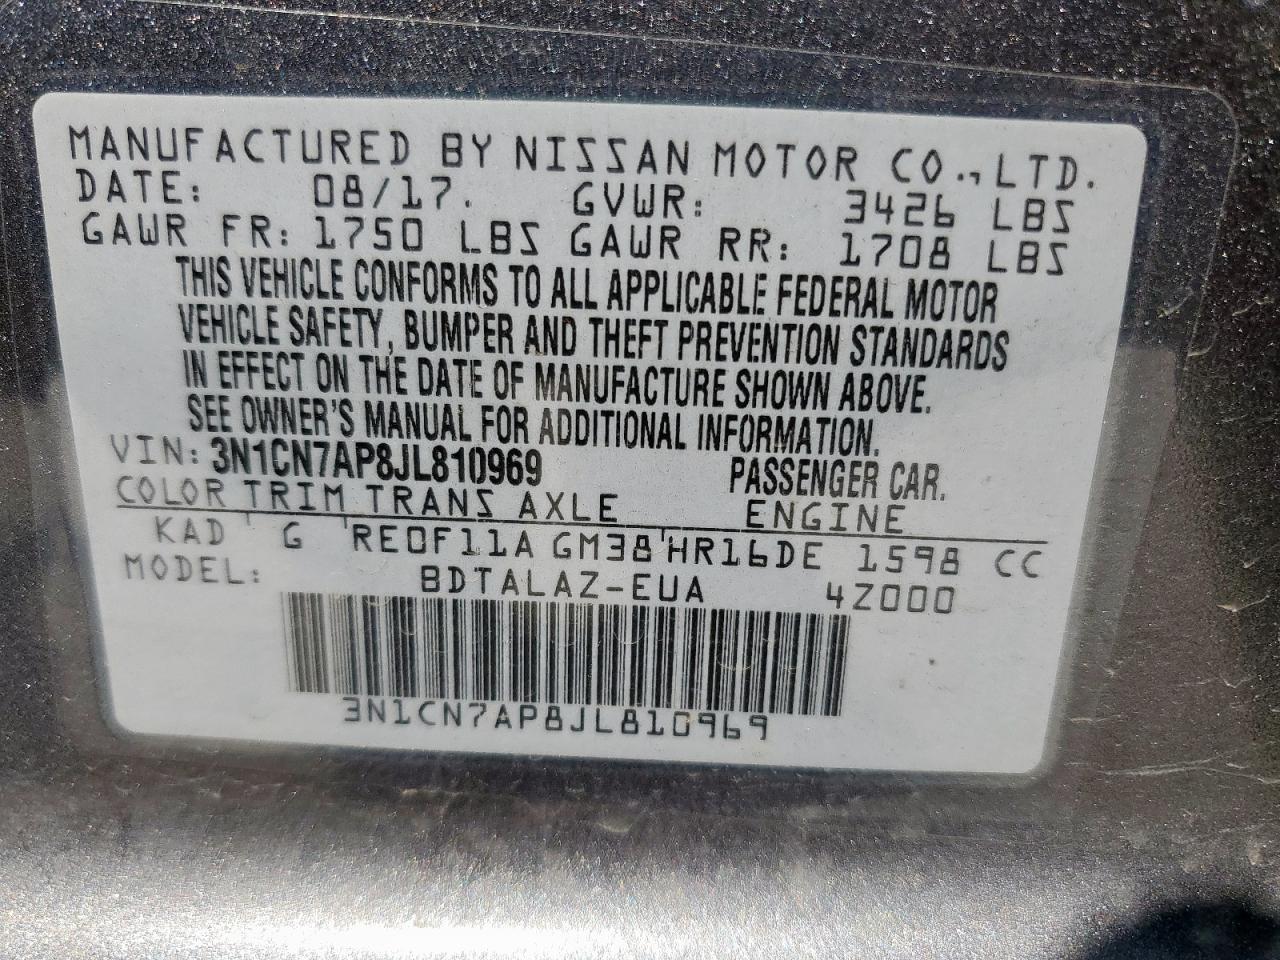 MANUFACTURED BY NISSAN MOTOR CO., LTD.
DATE: 08/17. GVWR: 3426 LBS
GAWR FR: 1750 LBS GAWR RR: 1708 LBS
THIS VEHICLE CONFORMS TO ALL APPLICABLE FEDERAL MOTOR
VEHICLE SAFETY, BUMPER AND THEFT PREVENTION STANDARDS
IN EFFECT ON THE DATE OF MANUFACTURE SHOWN ABOVE.
SEE OWNER'S MANUAL FOR ADDITIONAL INFORMATION.
VIN: 3N1CN7AP8JL810969 PASSENGER CAR.
COLOR TRIM TRANS AXLE ENGINE
KAD ' G ' RE0F11A GM38 ' HR16DE 1598 CC
MODEL: BDTALAZ-EUA 4Z000
3N1CN7AP8JL810969